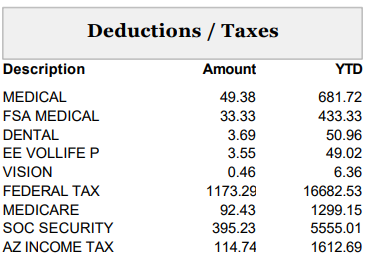 Deductions / Taxes
Description Amount YTD
MEDICAL 49.38 681.72
FSA MEDICAL 33.33 433.33
DENTAL 3.69 50.96
EE VOLLIFE P 3.55 49.02
VISION 0.46 6.36
FEDERAL TAX 1173.29 16682.53
MEDICARE 92.43 1299.15
SOC SECURITY 395.23 5555.01
AZ INCOME TAX 114.74 1612.69